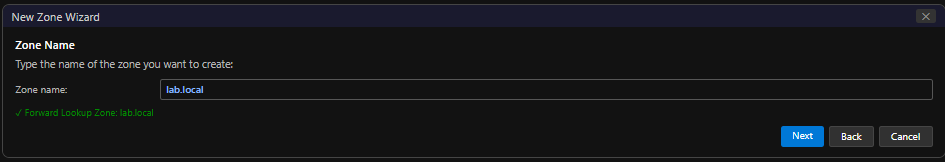 New Zone Wizard
Zone Name
Type the name of the zone you want to create:
Zone name: lab.local
✓ Forward Lookup Zone: lab.local
Next Back Cancel